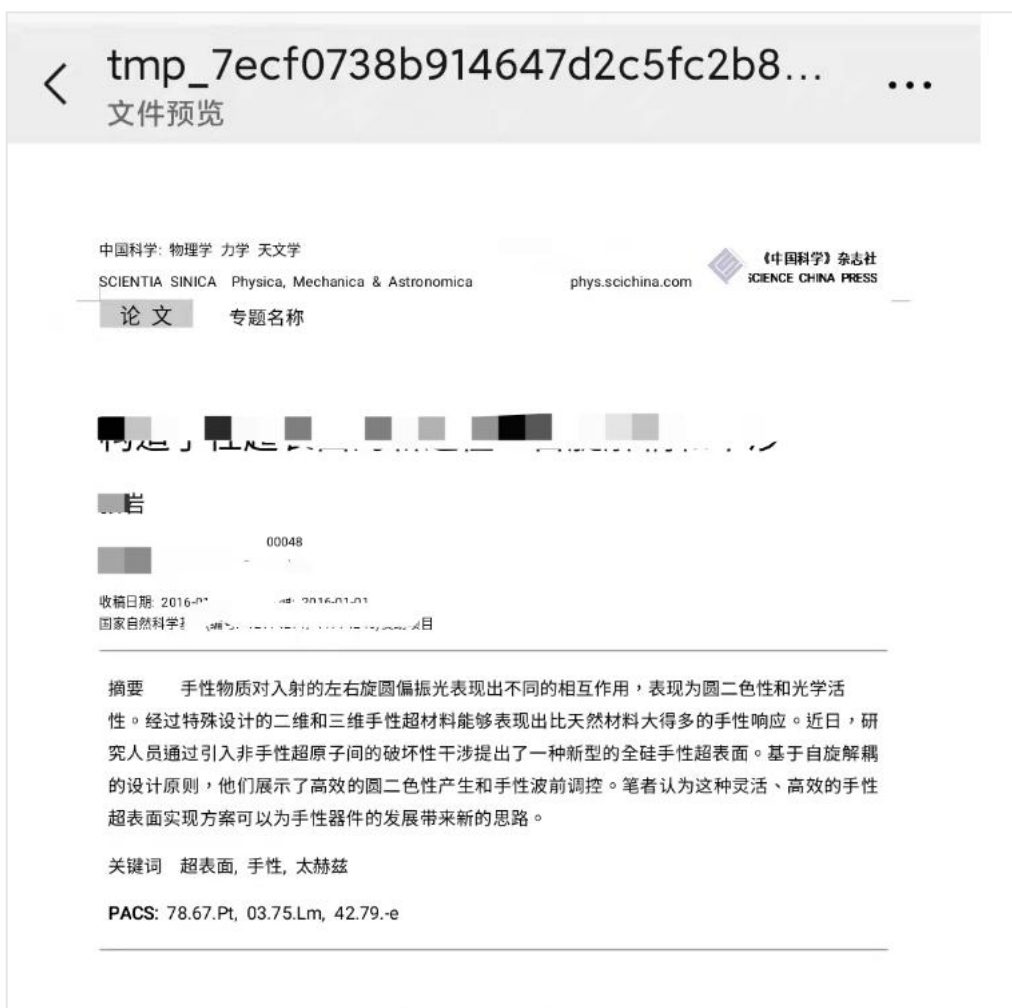 tmp_7ecf0738b914647d2c5fc2b8...
文件预览
中国科学: 物理学 力学 天文学
《中国科学》杂志社
SCIENTIA SINICA Physica, Mechanica & Astronomica
phys.scichina.com
SCIENCE CHINA PRESS
论 文 专题名称
岩
00048
收稿日期: 2016-0 2016-01-01
国家自然科学 项目
摘要 手性物质对入射的左右旋圆偏振光表现出不同的相互作用，表现为圆二色性和光学活
性。经过特殊设计的二维和三维手性超材料能够表现出比天然材料大得多的手性响应。近日，研
究人员通过引入非手性超原子间的破坏性干涉提出了一种新型的全硅手性超表面。基于自旋解耦
的设计原则，他们展示了高效的圆二色性产生和手性波前调控。笔者认为这种灵活、高效的手性
超表面实现方案可以为手性器件的发展带来新的思路。
关键词 超表面, 手性, 太赫兹
PACS: 78.67.Pt, 03.75.Lm, 42.79.-e